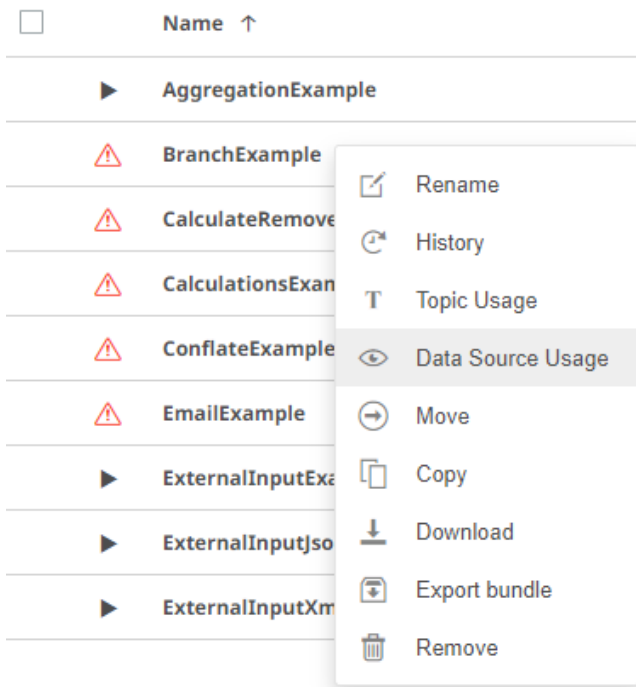 Name ↑
AggregationExample
BranchExample
CalculateRemove
CalculationsExam
ConflateExample
EmailExample
ExternalInputExa
ExternalInputJso
ExternalInputXm
Rename
History
T Topic Usage
Data Source Usage
Move
Copy
Download
Export bundle
Remove